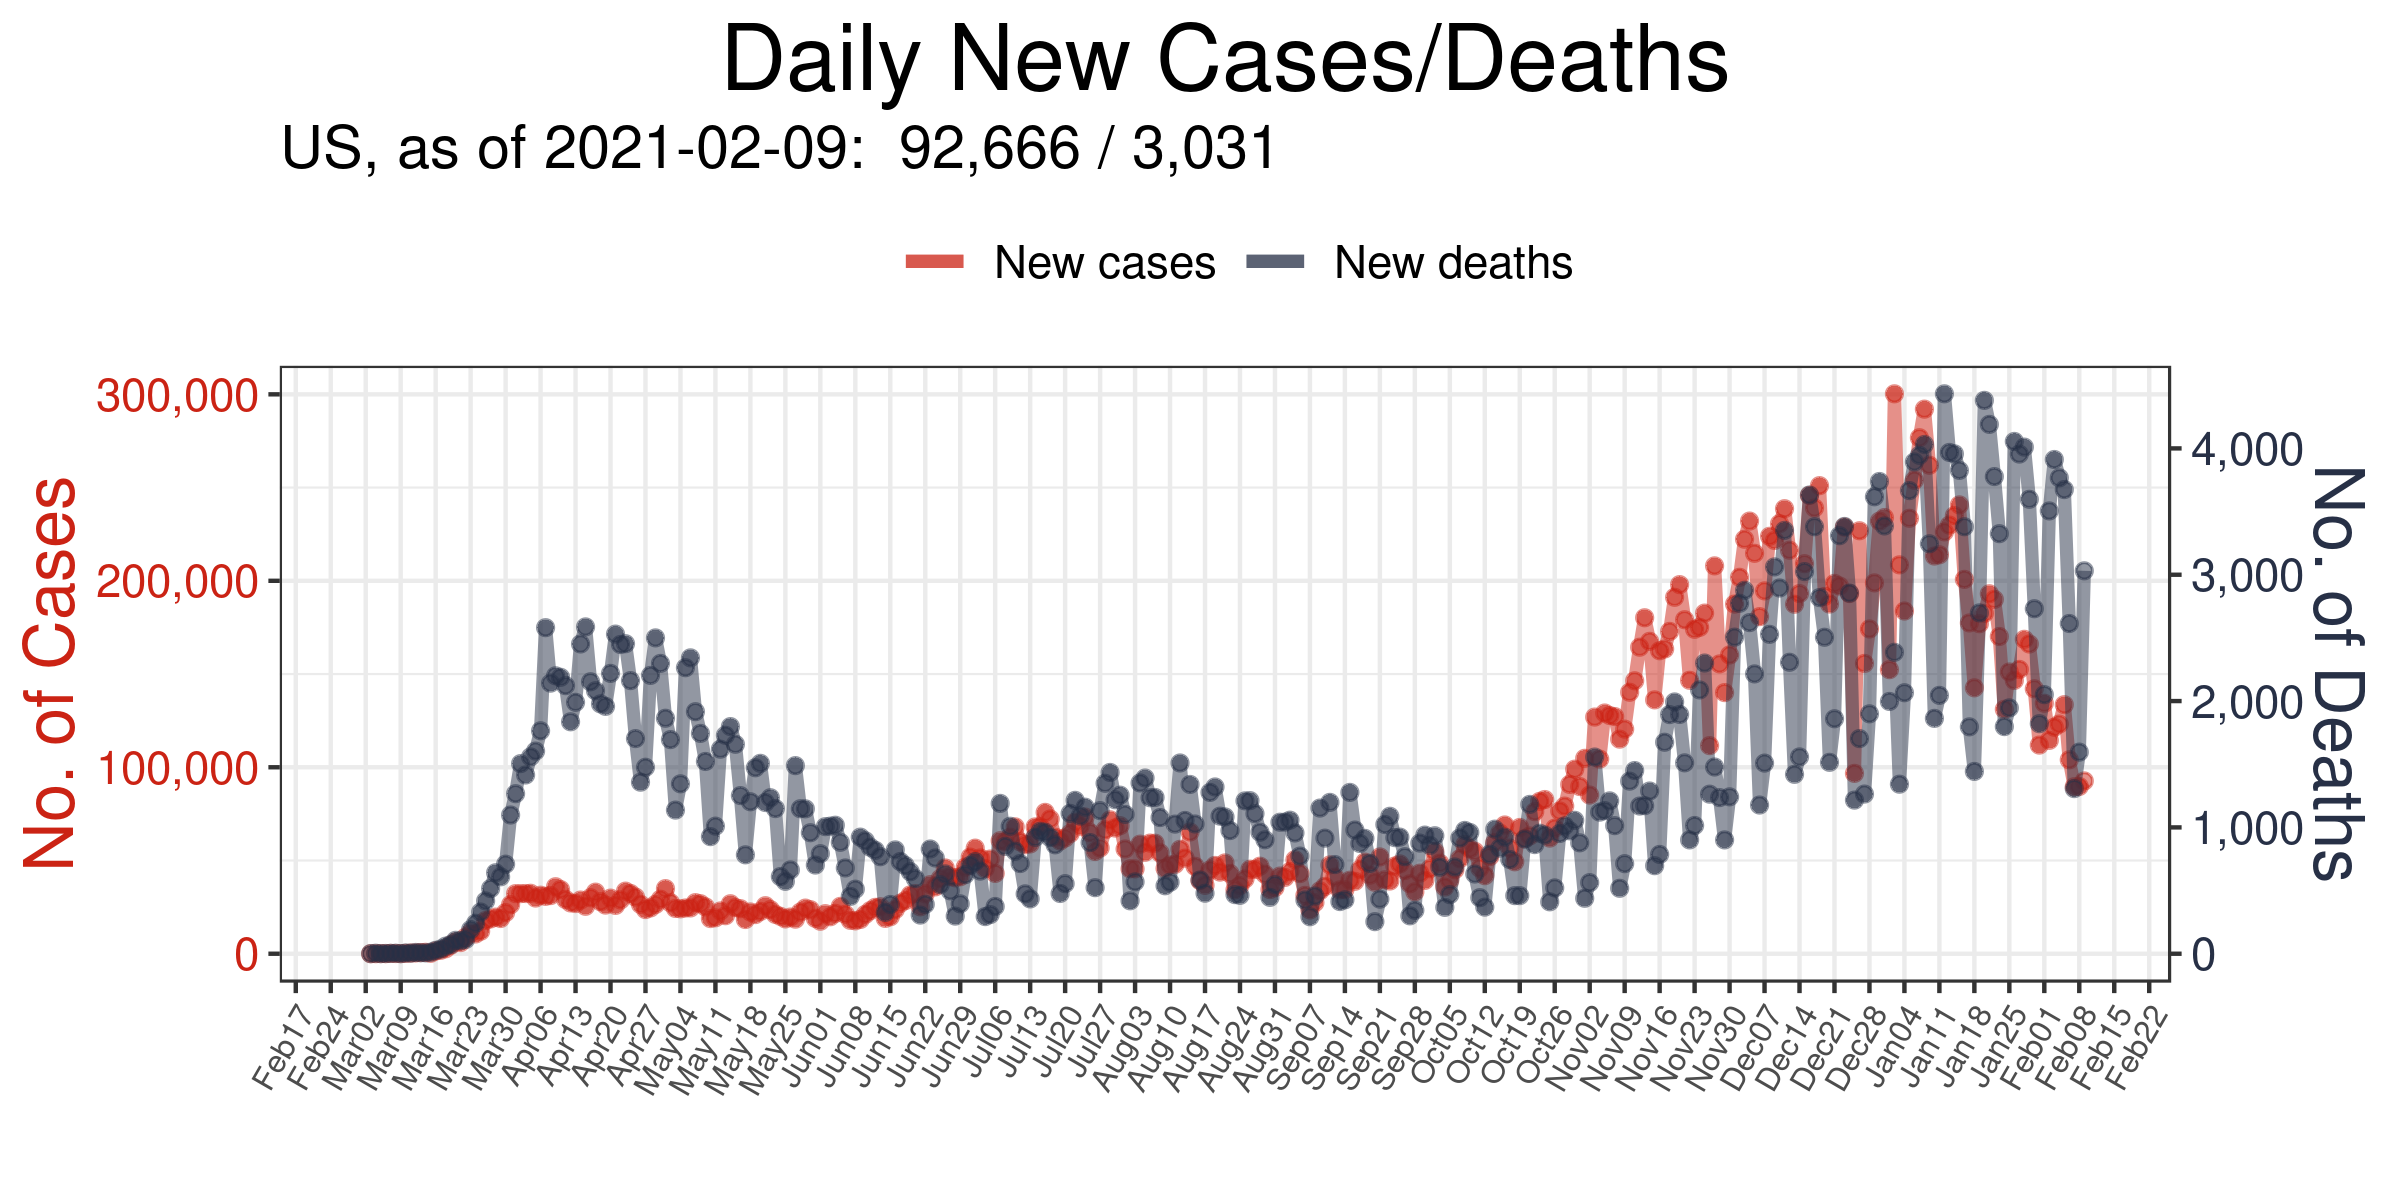 Daily New Cases/Deaths
US, as of 2021-02-09:  92,666 / 3,031
New cases
New deaths
No. of Cases
300,000
200,000
100,000
0
4,000
3,000
2,000
1,000
0
No. of Deaths
Feb17
Feb24
Mar02
Mar09
Mar16
Mar23
Mar30
Apr06
Apr13
Apr20
Apr27
May04
May11
May18
May25
Jun01
Jun08
Jun15
Jun22
Jun29
Jul06
Jul13
Jul20
Jul27
Aug03
Aug10
Aug17
Aug24
Aug31
Sep07
Sep14
Sep21
Sep28
Oct05
Oct12
Oct19
Oct26
Nov02
Nov09
Nov16
Nov23
Nov30
Dec07
Dec14
Dec21
Dec28
Jan04
Jan11
Jan18
Jan25
Feb01
Feb08
Feb15
Feb22